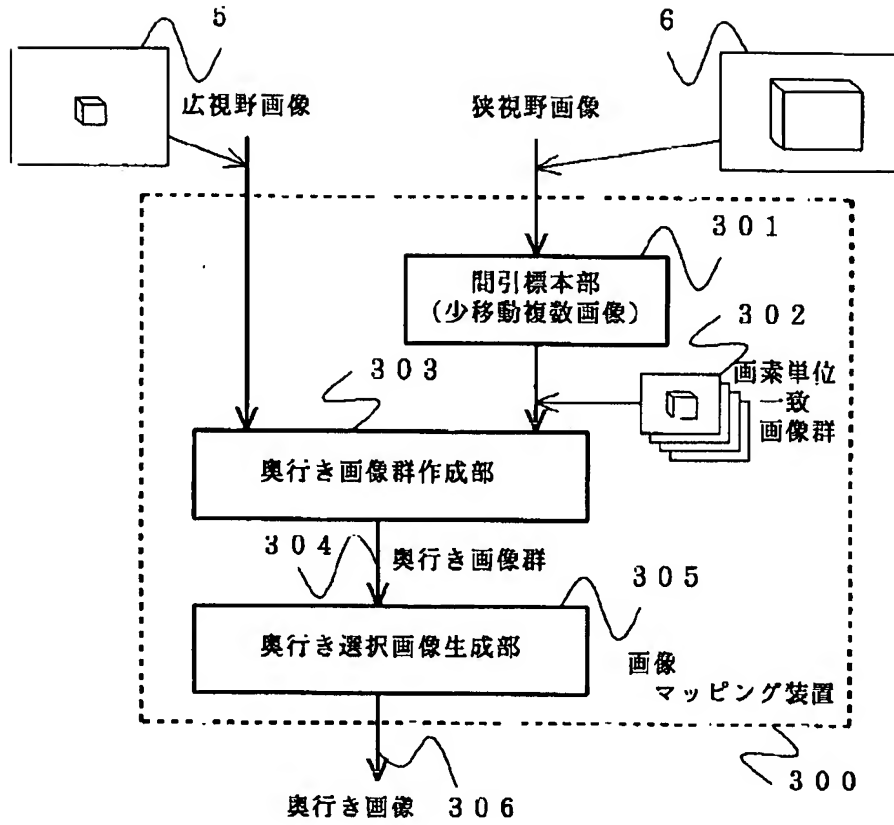 5
6
広視野画像
狭視野画像
301
間引標本部
(少移動複数画像)
302
画素単位
一致
画像群
303
奥行き画像群作成部
304
奥行き画像群
305
奥行き選択画像生成部
画像
マッピング装置
300
奥行き画像
306